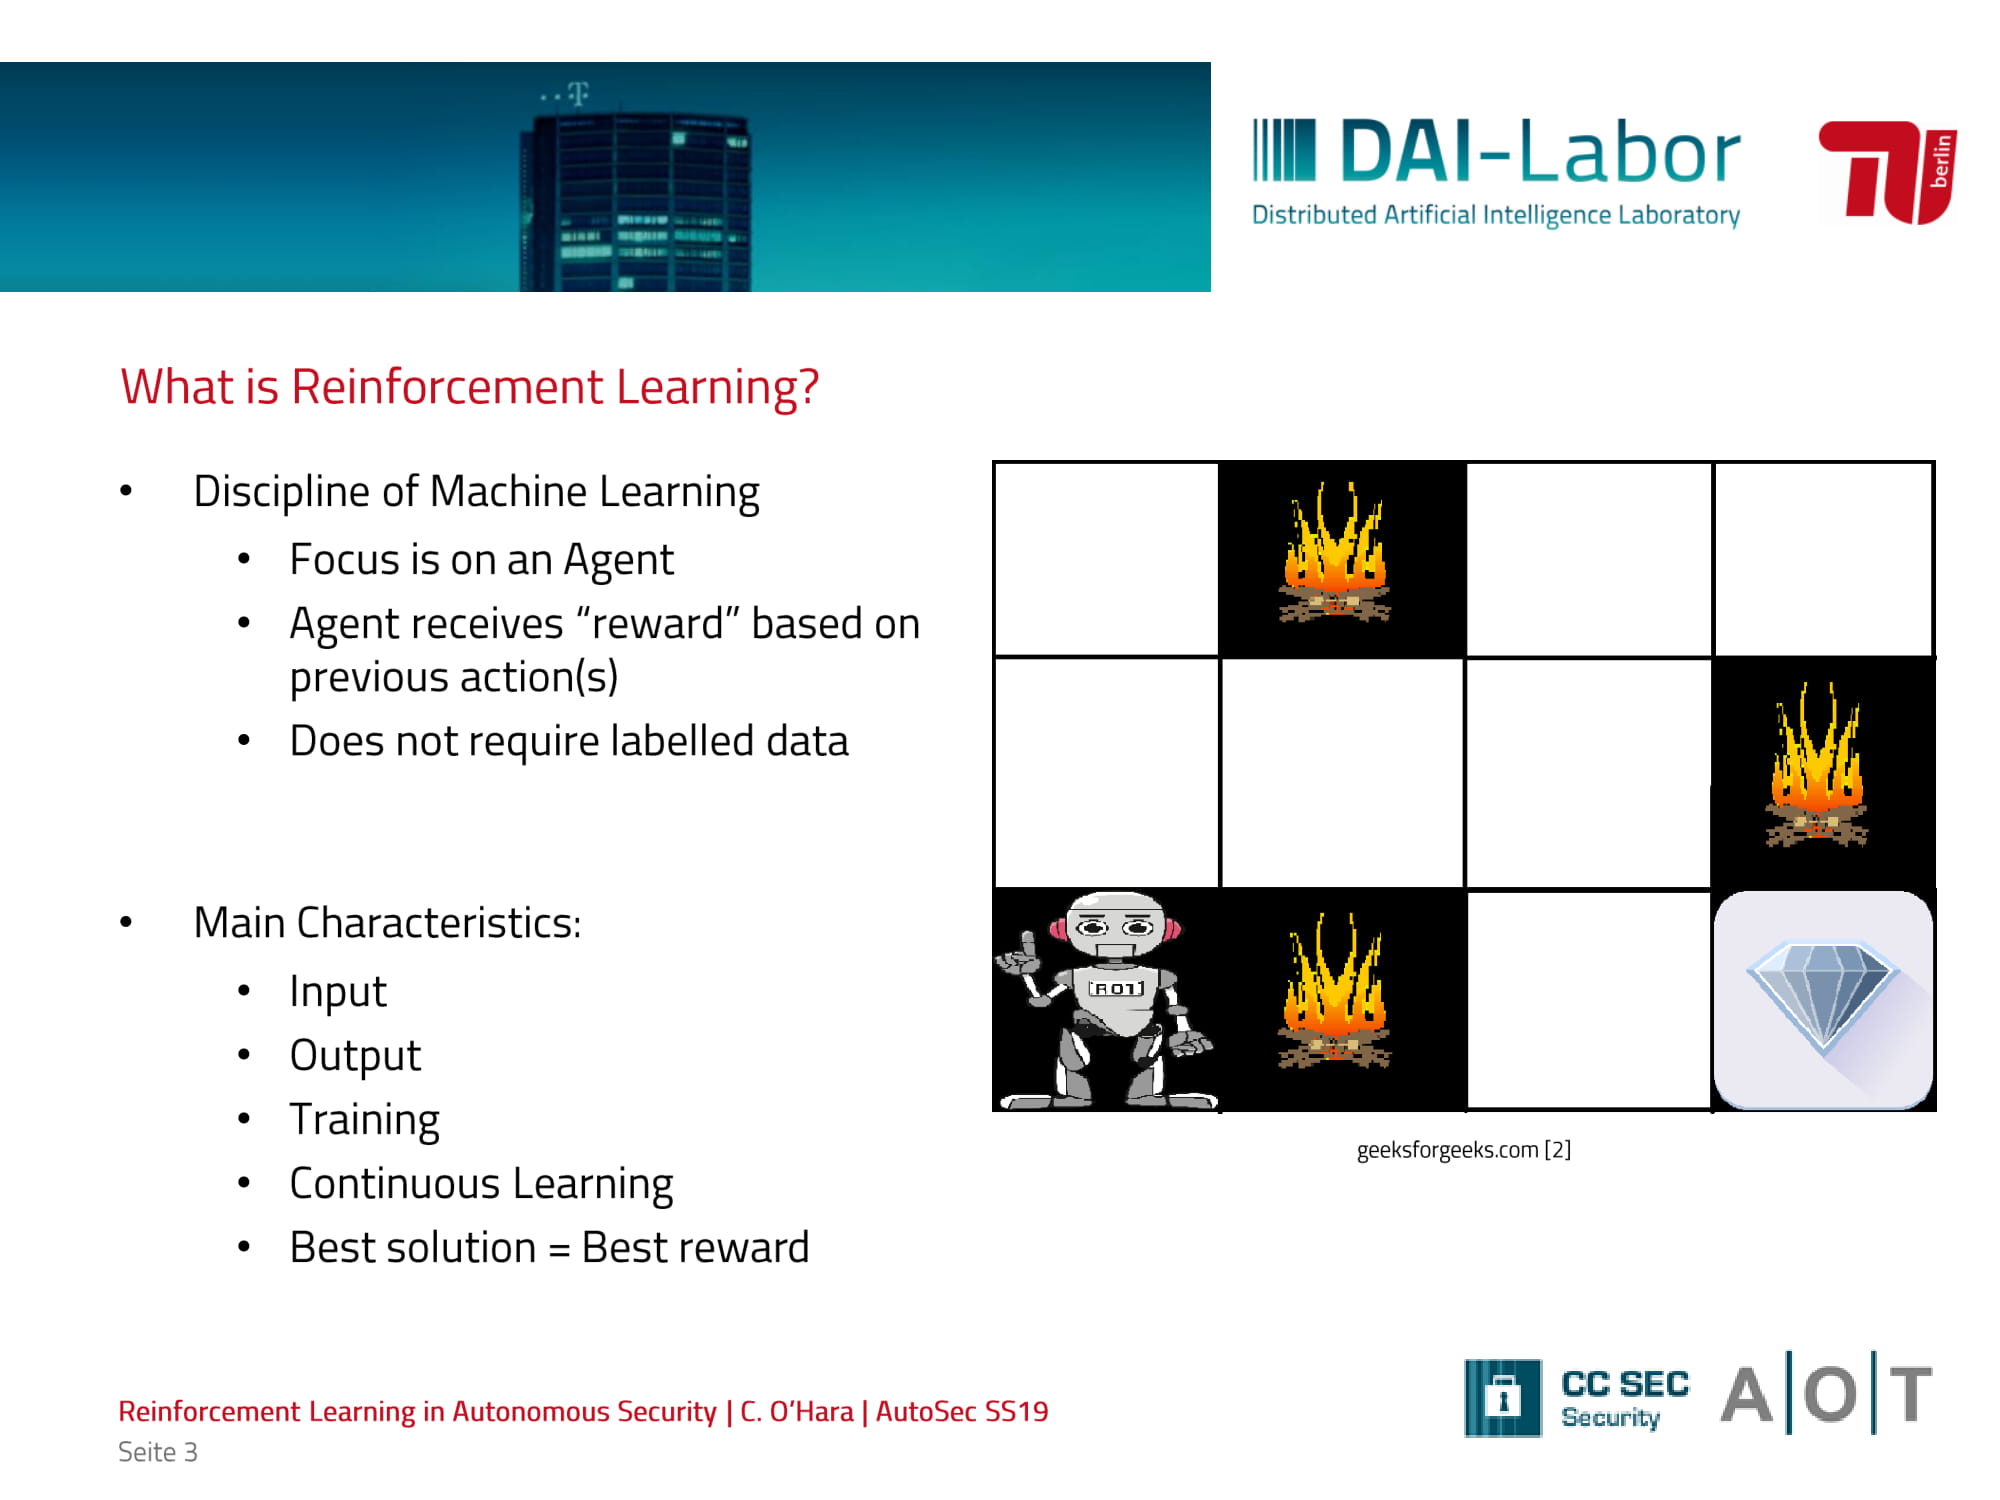 DAI-Labor
Distributed Artificial Intelligence Laboratory
berlin
What is Reinforcement Learning?
• Discipline of Machine Learning
• Focus is on an Agent
• Agent receives “reward” based on
previous action(s)
• Does not require labelled data
• Main Characteristics:
• Input
• Output
• Training
• Continuous Learning
• Best solution = Best reward
R01
geeksforgeeks.com [2]
Reinforcement Learning in Autonomous Security | C. O’Hara | AutoSec SS19
Seite 3
CC SEC
Security
A|O|T